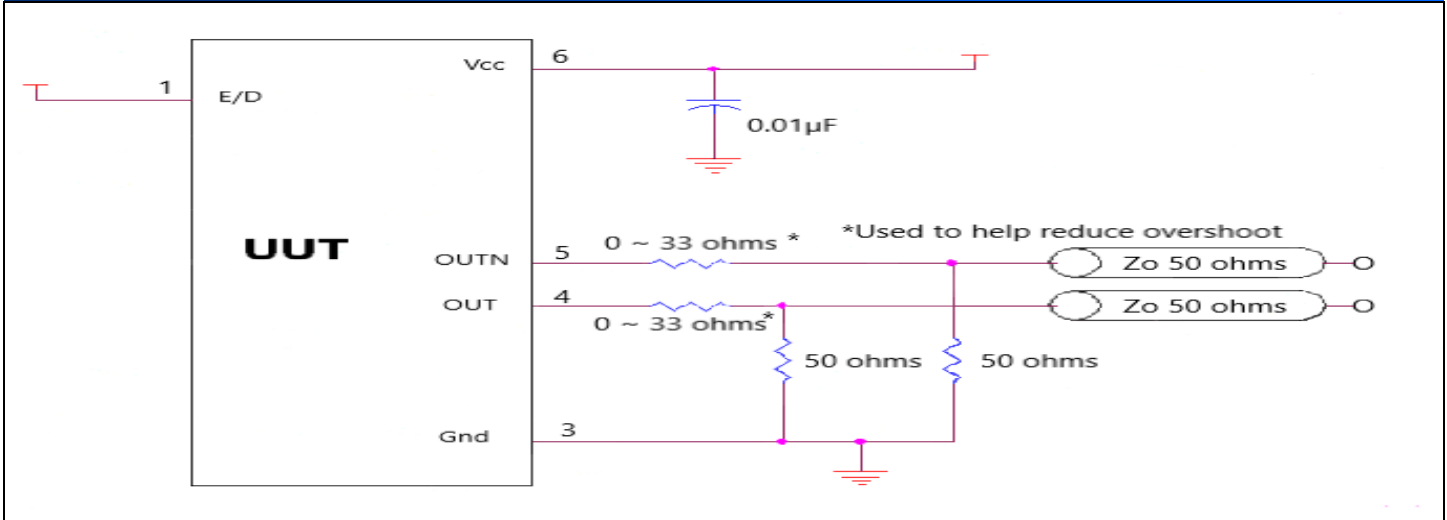 Vcc
6
1
E/D
0.01µF
UUT
*Used to help reduce overshoot
0 ~ 33 ohms *
5
OUTN
Zo 50 ohms
4
OUT
Zo 50 ohms
0 ~ 33 ohms*
50 ohms
50 ohms
Gnd
3